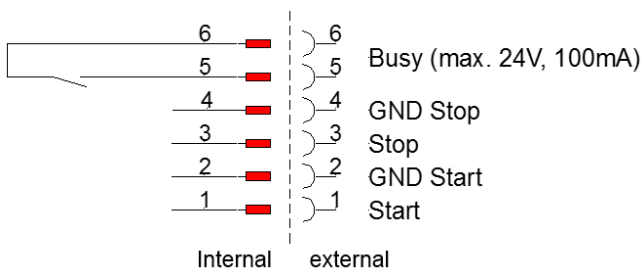 6 6
Busy (max. 24V, 100mA)
5 5
4 4 GND Stop
3 3 Stop
2 2 GND Start
1 1 Start
Internal external